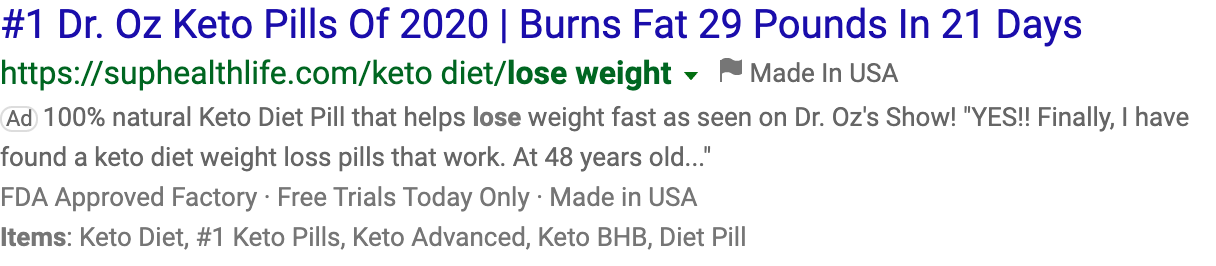 #1 Dr. Oz Keto Pills Of 2020 | Burns Fat 29 Pounds In 21 Days
https://suphealthlife.com/keto diet/lose weight Made In USA
Ad 100% natural Keto Diet Pill that helps lose weight fast as seen on Dr. Oz's Show! "YES!! Finally, I have
found a keto diet weight loss pills that work. At 48 years old..."
FDA Approved Factory · Free Trials Today Only · Made in USA
Items: Keto Diet, #1 Keto Pills, Keto Advanced, Keto BHB, Diet Pill